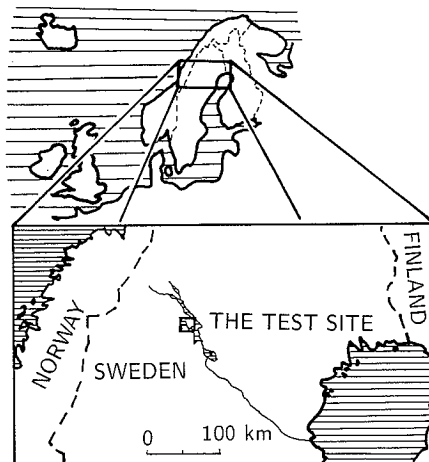 FINLAND
NORWAY
THE TEST SITE
SWEDEN
0 100 km